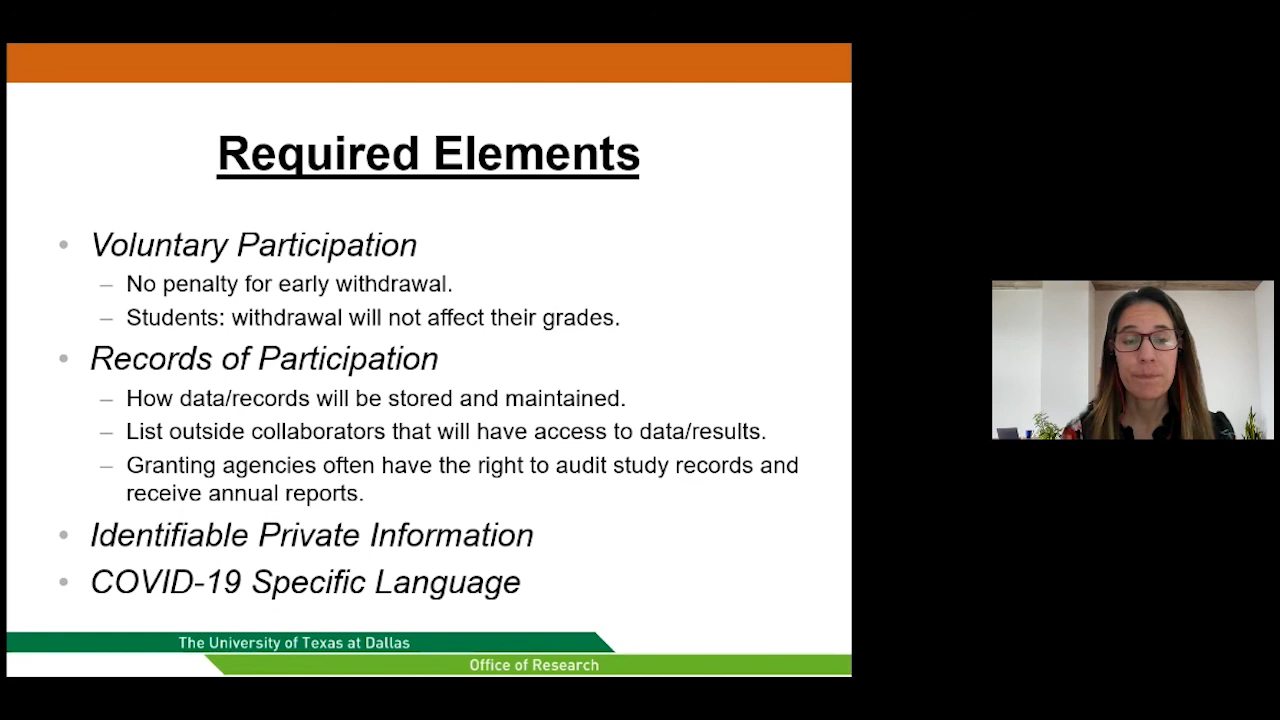 Required Elements
• Voluntary Participation
– No penalty for early withdrawal.
– Students: withdrawal will not affect their grades.
• Records of Participation
– How data/records will be stored and maintained.
– List outside collaborators that will have access to data/results.
– Granting agencies often have the right to audit study records and
receive annual reports.
• Identifiable Private Information
• COVID-19 Specific Language
The University of Texas at Dallas
Office of Research